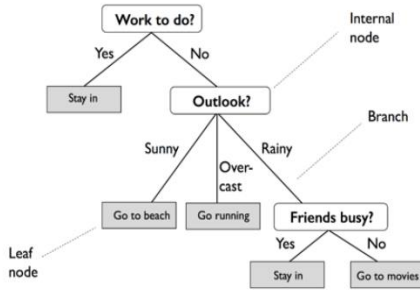 Work to do?
Internal
node
Yes
No
Stay in
Outlook?
Branch
Sunny
Over-
cast
Rainy
Go to beach
Go running
Friends busy?
Leaf
node
Yes
No
Stay in
Go to movies